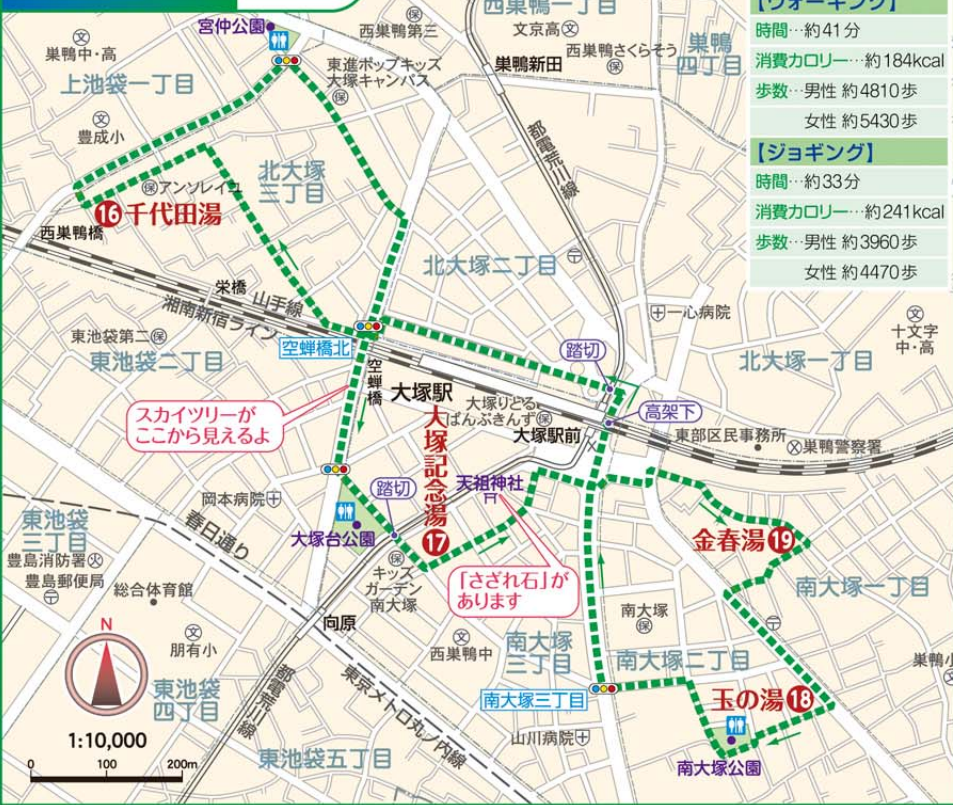 【ウォーキング】
時間…約41分
消費カロリー…約184kcal
歩数…男性 約4810歩
女性 約5430歩
【ジョギング】
時間…約33分
消費カロリー…約241kcal
歩数…男性 約3960歩
女性 約4470歩
宮仲公園
西巣鴨第三
保
西巣鴨一丁目
文京高
文
巣鴨中・高
文
上池袋一丁目
東進ポップキッズ
大塚キャンパス
保
巣鴨新田
西巣鴨さくらそう
保
巣鴨
四丁目
文
豊成小
都電荒川線
北大塚
三丁目
保アンソレイユ
16 千代田湯
西巣鴨橋
北大塚二丁目
〒
栄橋
山手線
湘南新宿ライン
一心病院
文
十文字
中・高
東池袋第二保
東池袋二丁目
空蝉橋北
踏切
北大塚一丁目
空蝉橋
大塚駅
大塚りとる
ぱんぷきんず保
高架下
スカイツリーが
ここから見えるよ
大塚駅前
東部区民事務所
巣鴨警察署
大塚記念湯
17
岡本病院
踏切
天祖神社
東池袋
三丁目
春日通り
大塚台公園
金春湯 19
豊島消防署
豊島郵便局
〒
総合体育館
保
キッズ
ガーデン
南大塚
「さざれ石」が
あります
南大塚一丁目
向原
南大塚
保
〒
文
朋有小
文
西巣鴨中
南大塚
三丁目
南大塚二丁目
巣鴨小
文
N
東池袋
四丁目
都電荒川線
東京メトロ丸ノ内線
南大塚三丁目
玉の湯 18
1:10,000
山川病院
0 100 200m
東池袋五丁目
南大塚公園